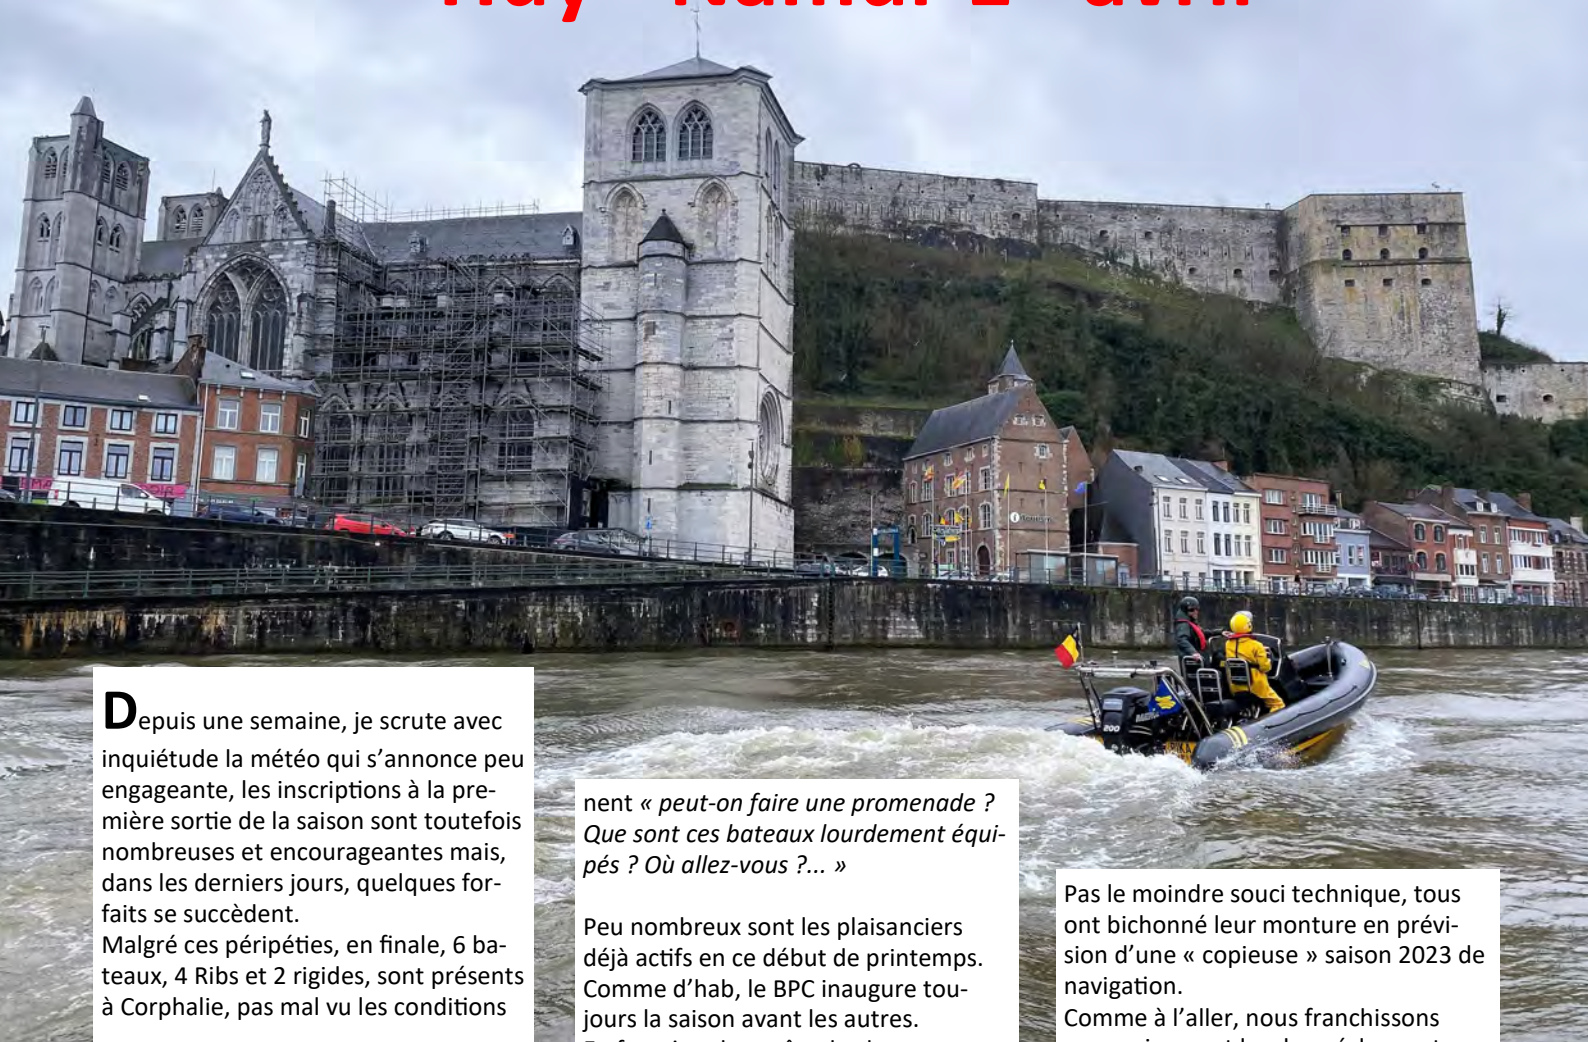 Depuis une semaine, je scrute avec
inquiétude la météo qui s’annonce peu
engageante, les inscriptions à la pre-
mière sortie de la saison sont toutefois
nombreuses et encourageantes mais,
dans les derniers jours, quelques for-
faits se succèdent.
Malgré ces péripéties, en finale, 6 ba-
teaux, 4 Ribs et 2 rigides, sont présents
à Corphalie, pas mal vu les conditions
nent « peut-on faire une promenade ?
Que sont ces bateaux lourdement équi-
pés ? Où allez-vous ?... »
Peu nombreux sont les plaisanciers
déjà actifs en ce début de printemps.
Comme d’hab, le BPC inaugure tou-
jours la saison avant les autres.
Pas le moindre souci technique, tous
ont bichonné leur monture en prévi-
sion d’une « copieuse » saison 2023 de
navigation.
Comme à l’aller, nous franchissons
200